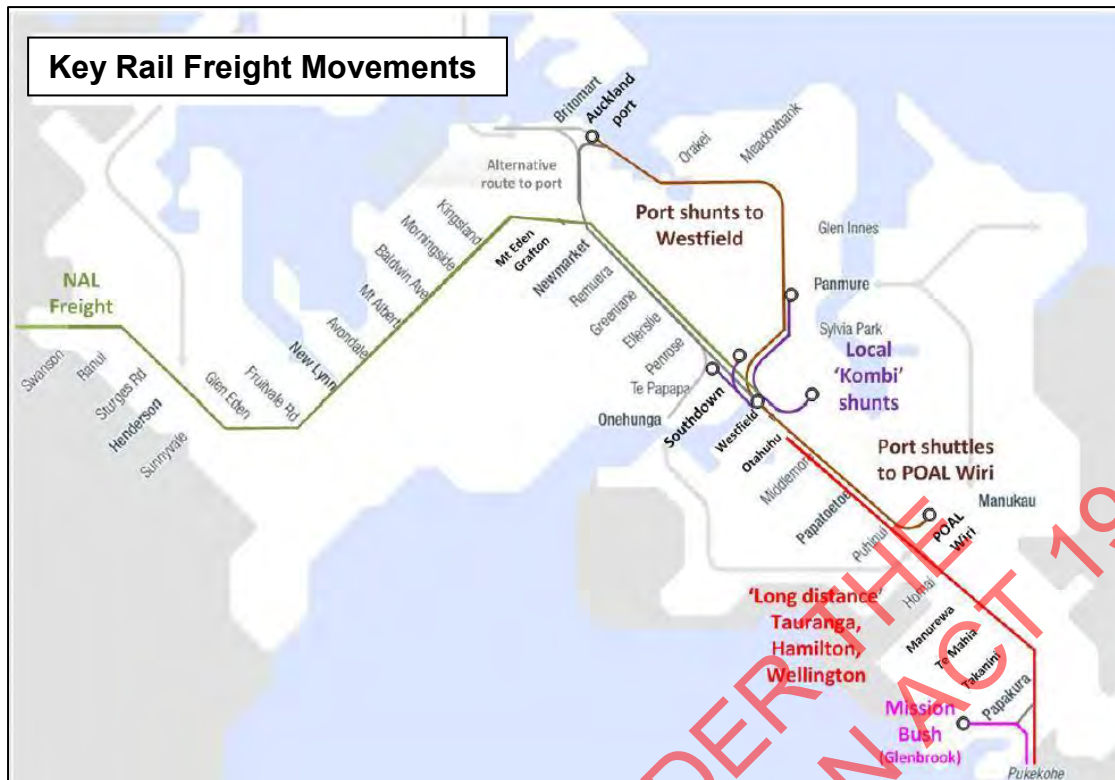 Key Rail Freight Movements
Britomart
Auckland
port
Orakei
Meadowbank
Alternative
route to port
Port shunts to
Westfield
Glen Innes
Panmure
Sylvia Park
Local
'Kombi'
shunts
NAL
Freight
Swanson
Ranui
Sturges Rd
Henderson
Sunnyvale
Glen Eden
Fruitvale Rd
New Lynn
Avondale
Mt Albert
Baldwin Ave
Morningside
Kingsland
Mt Eden
Grafton
Newmarket
Remuera
Greenlane
Ellerslie
Penrose
Te Papapa
Onehunga
Southdown
Westfield
Otahuhu
Middlemore
Papatoetoe
Puhinui
Port shuttles
to POAL Wiri
Manukau
POAL
Wiri
Homai
'Long distance'
Tauranga,
Hamilton,
Wellington
Manurewa
Te Mahia
Takanini
Papakura
Mission
Bush
(Glenbrook)
Pukekohe
DER THE
N ACT 19